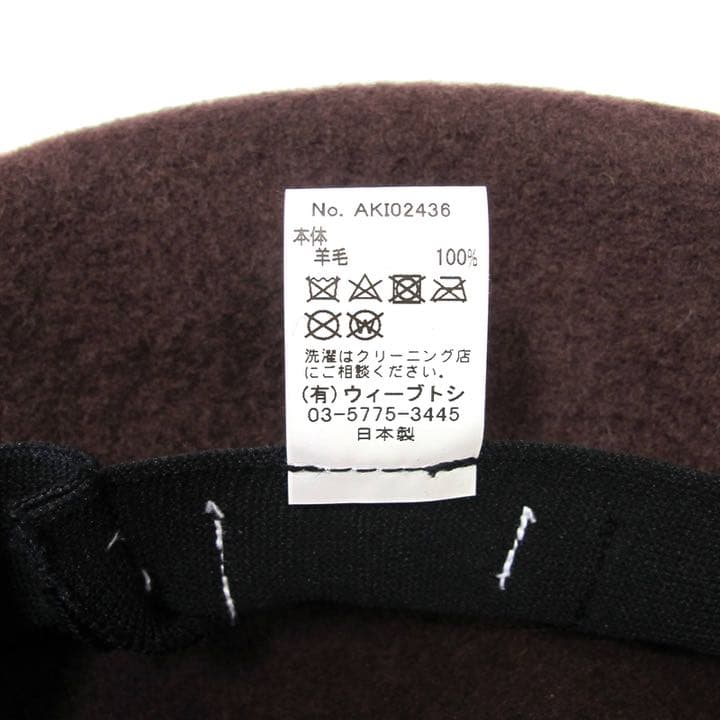 No. AKI02436
本体
羊毛 100%
W
洗濯はクリーニング店
にご相談ください。
(有)ウィーブトシ
03-5775-3445
日本製